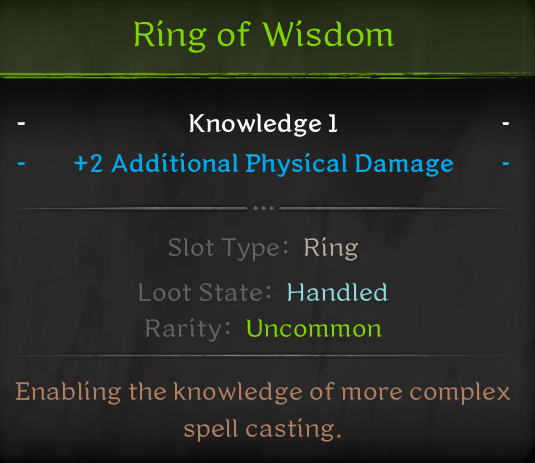 Ring of Wisdom
- Knowledge 1 -
- +2 Additional Physical Damage -
Slot Type: Ring
Loot State: Handled
Rarity: Uncommon
Enabling the knowledge of more complex
spell casting.